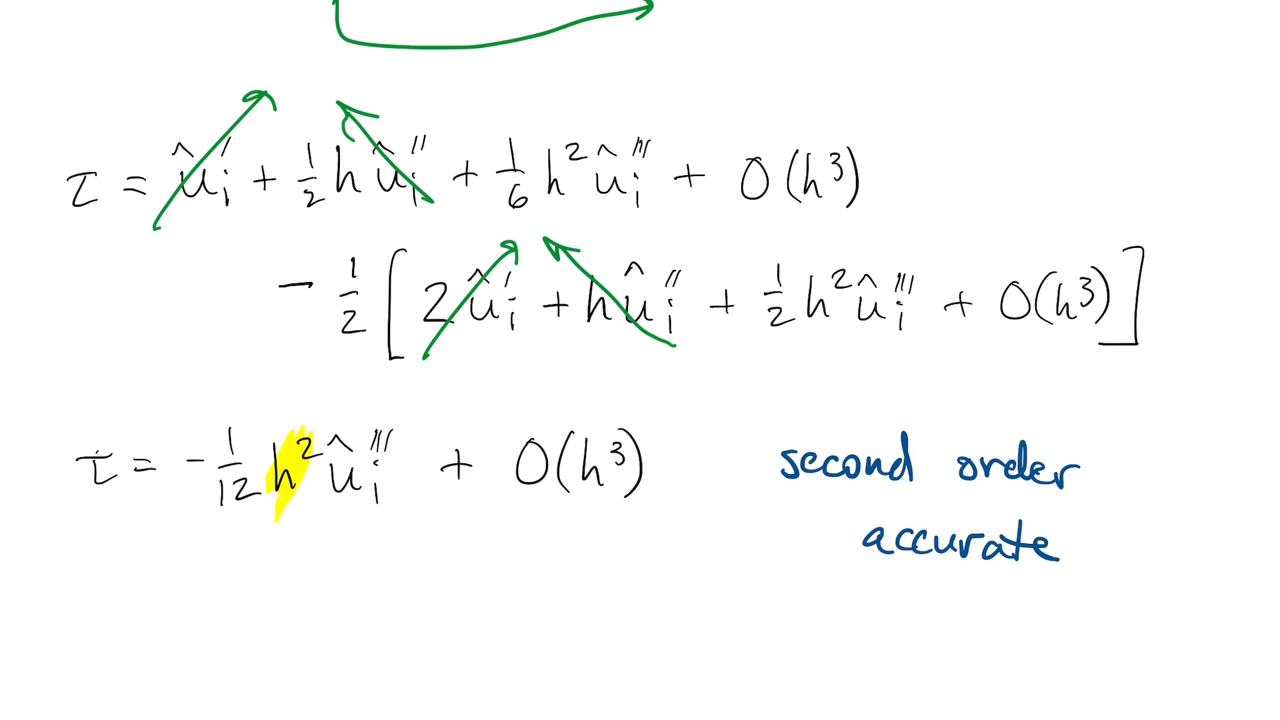 τ = û′ᵢ + 1/2 h û″ᵢ + 1/6 h² û‴ᵢ + O(h³)
- 1/2 [ 2 û′ᵢ + h û″ᵢ + 1/2 h² û‴ᵢ + O(h³) ]
τ = - 1/12 h² û‴ᵢ + O(h³) second order
accurate